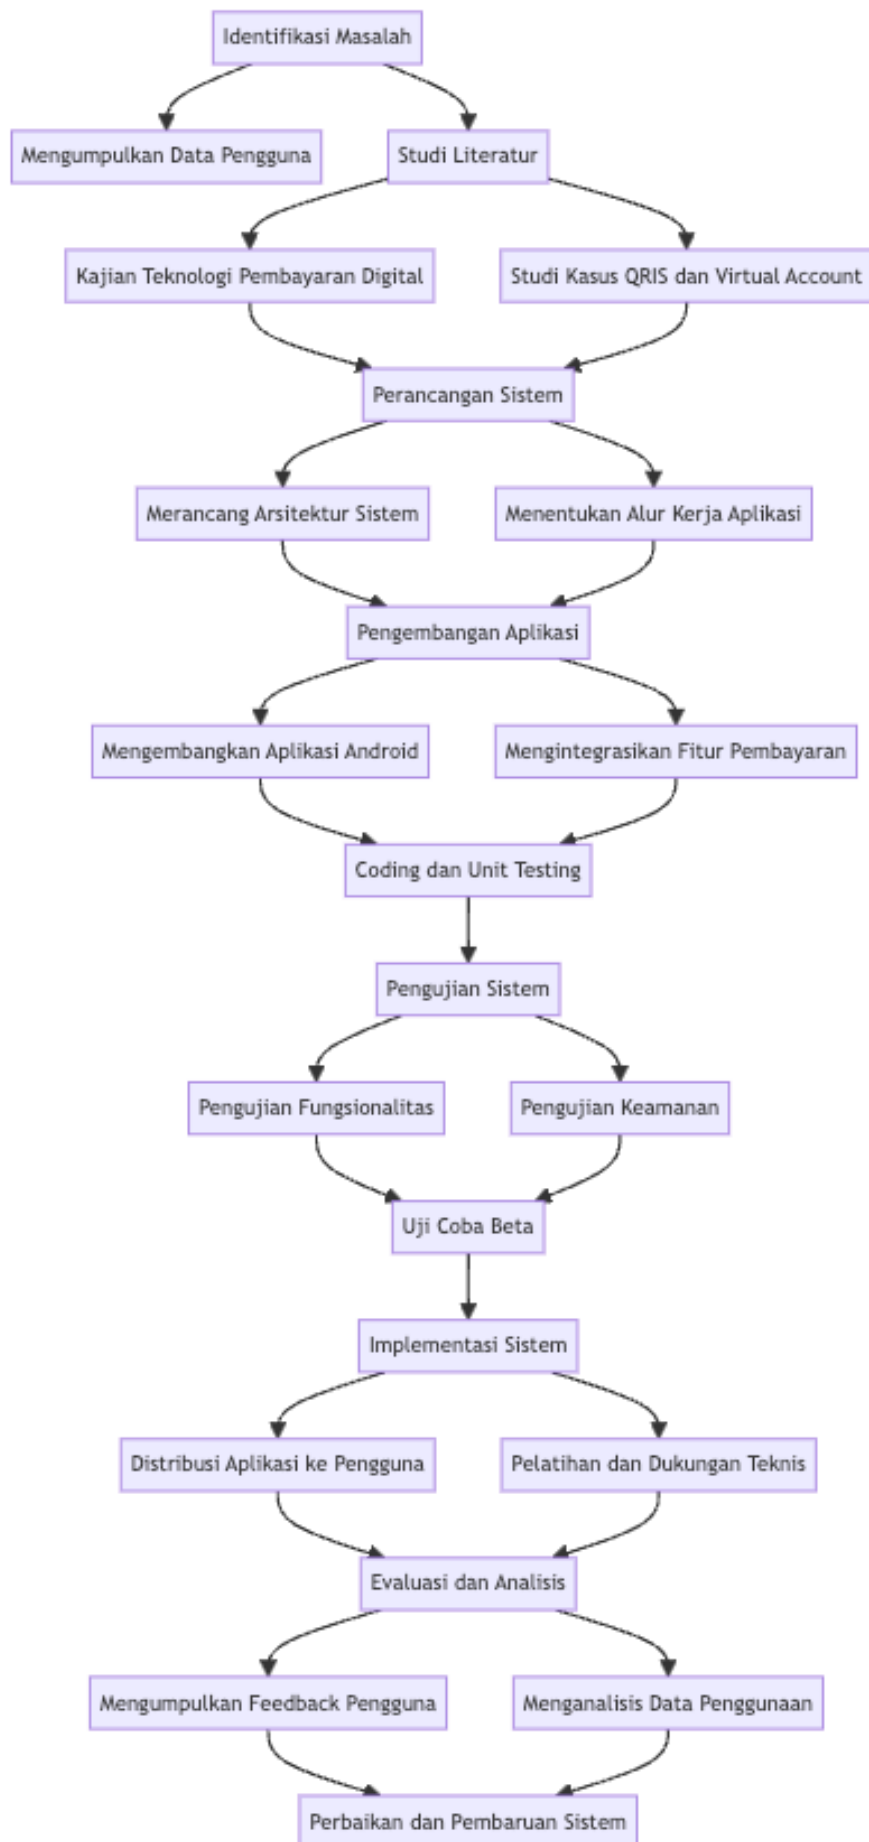 Identifikasi Masalah
Mengumpulkan Data Pengguna
Studi Literatur
Kajian Teknologi Pembayaran Digital
Studi Kasus QRIS dan Virtual Account
Perancangan Sistem
Merancang Arsitektur Sistem
Menentukan Alur Kerja Aplikasi
Pengembangan Aplikasi
Mengembangkan Aplikasi Android
Mengintegrasikan Fitur Pembayaran
Coding dan Unit Testing
Pengujian Sistem
Pengujian Fungsionalitas
Pengujian Keamanan
Uji Coba Beta
Implementasi Sistem
Distribusi Aplikasi ke Pengguna
Pelatihan dan Dukungan Teknis
Evaluasi dan Analisis
Mengumpulkan Feedback Pengguna
Menganalisis Data Penggunaan
Perbaikan dan Pembaruan Sistem